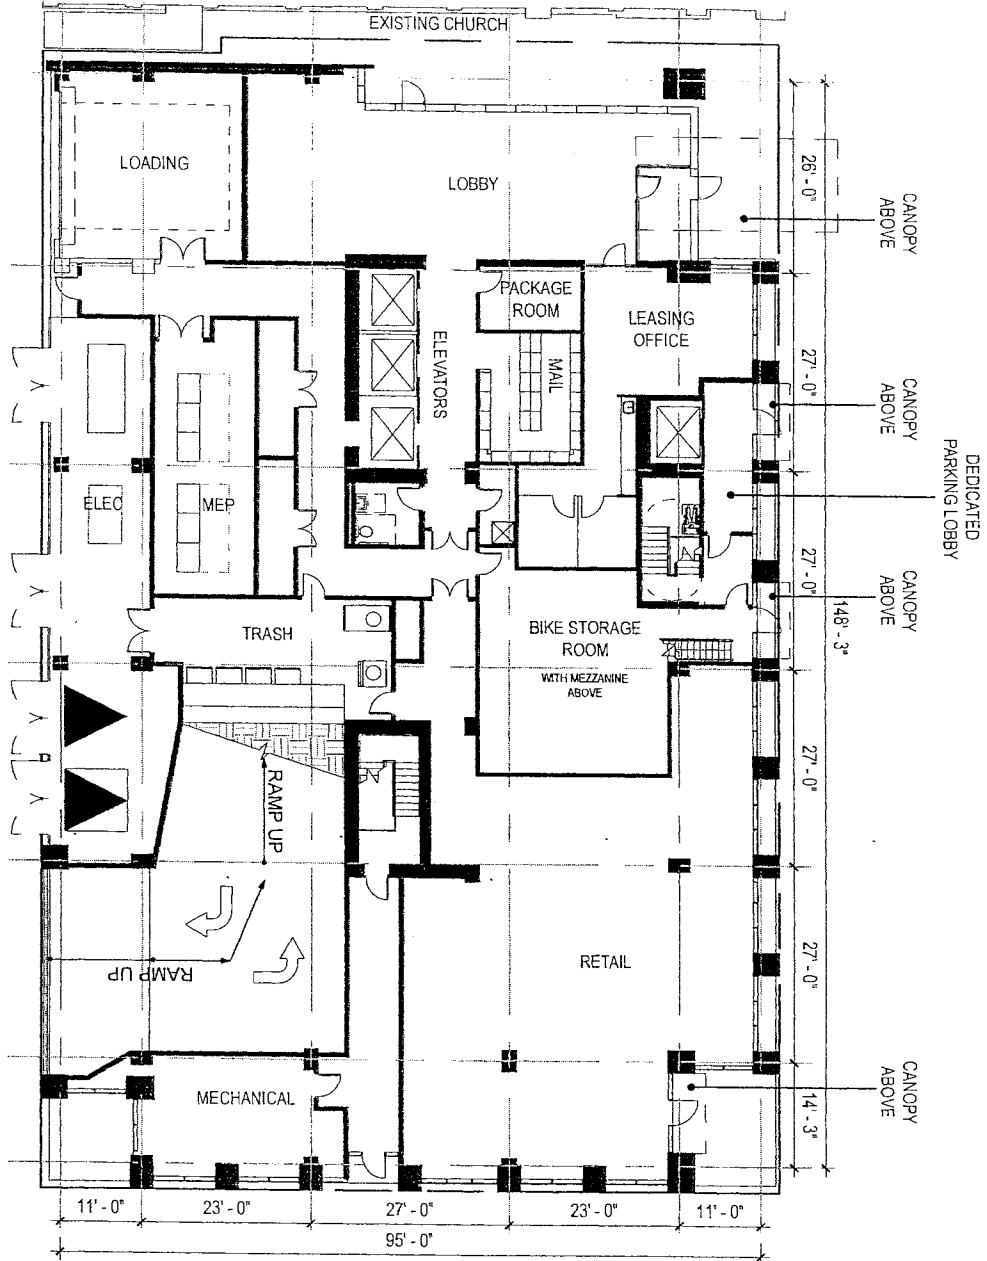 EXISTING CHURCH
LOADING
LOBBY
26'-0"
CANOPY
ABOVE
PACKAGE
ROOM
LEASING
OFFICE
ELEVATORS
MAIL
27'-0"
CANOPY
ABOVE
DEDICATED
PARKING LOBBY
ELEC
MEP
27'-0"
CANOPY
ABOVE
148'-3"
TRASH
BIKE STORAGE
ROOM
WITH MEZZANINE
ABOVE
RAMP UP
27'-0"
RAMP UP
RETAIL
27'-0"
MECHANICAL
CANOPY
ABOVE
14'-3"
11'-0"
23'-0"
27'-0"
23'-0"
11'-0"
95'-0"